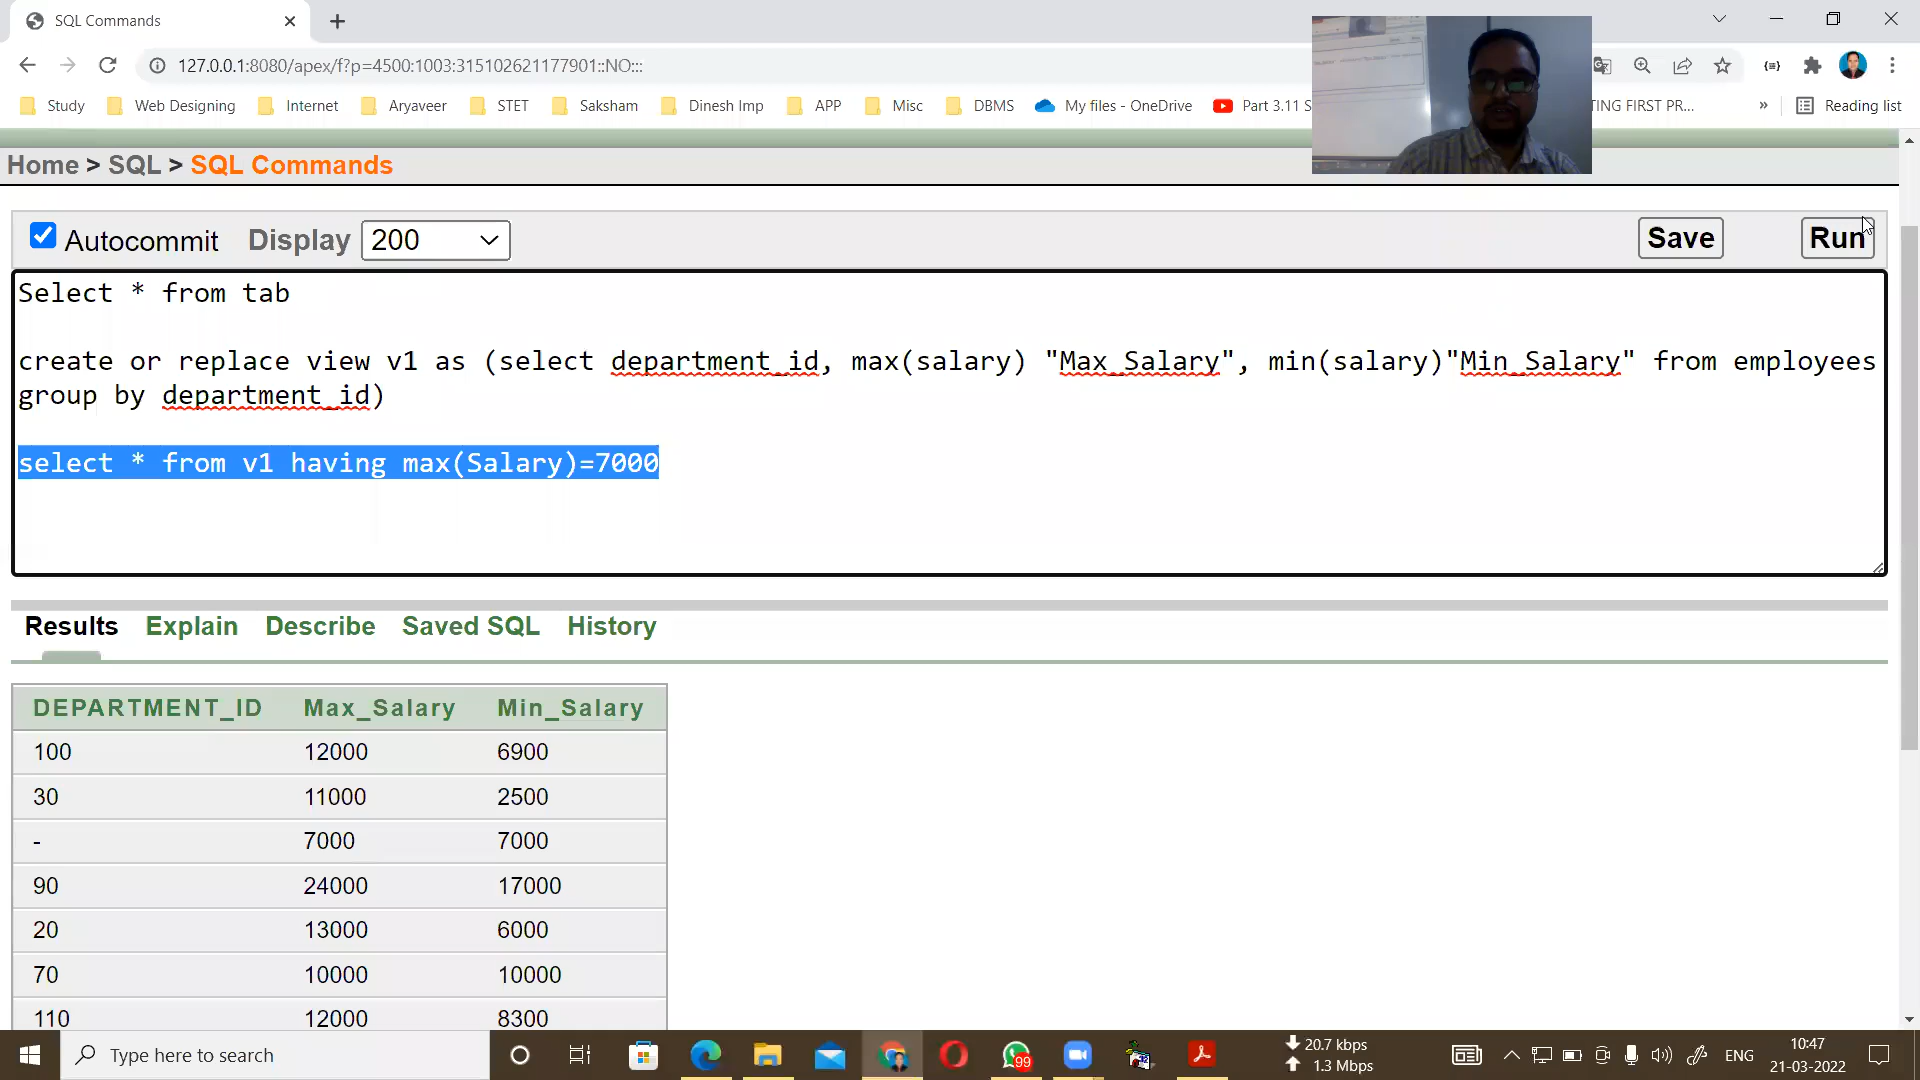 SQL Commands
127.0.0.1:8080/apex/f?p=4500:1003:315102621177901::NO:::
Study Web Designing Internet Aryaveer STET Saksham Dinesh Imp APP Misc DBMS My files - OneDrive Part 3.11 S TING FIRST PR... » Reading list
Home > SQL > SQL Commands
Autocommit Display 200 Save Run
Select * from tab
create or replace view v1 as (select department_id, max(salary) "Max_Salary", min(salary)"Min_Salary" from employees
group by department_id)
select * from v1 having max(Salary)=7000
Results Explain Describe Saved SQL History
DEPARTMENT_ID Max_Salary Min_Salary
100 12000 6900
30 11000 2500
- 7000 7000
90 24000 17000
20 13000 6000
70 10000 10000
110 12000 8300
Type here to search
99
20.7 kbps
1.3 Mbps
ENG
10:47
21-03-2022